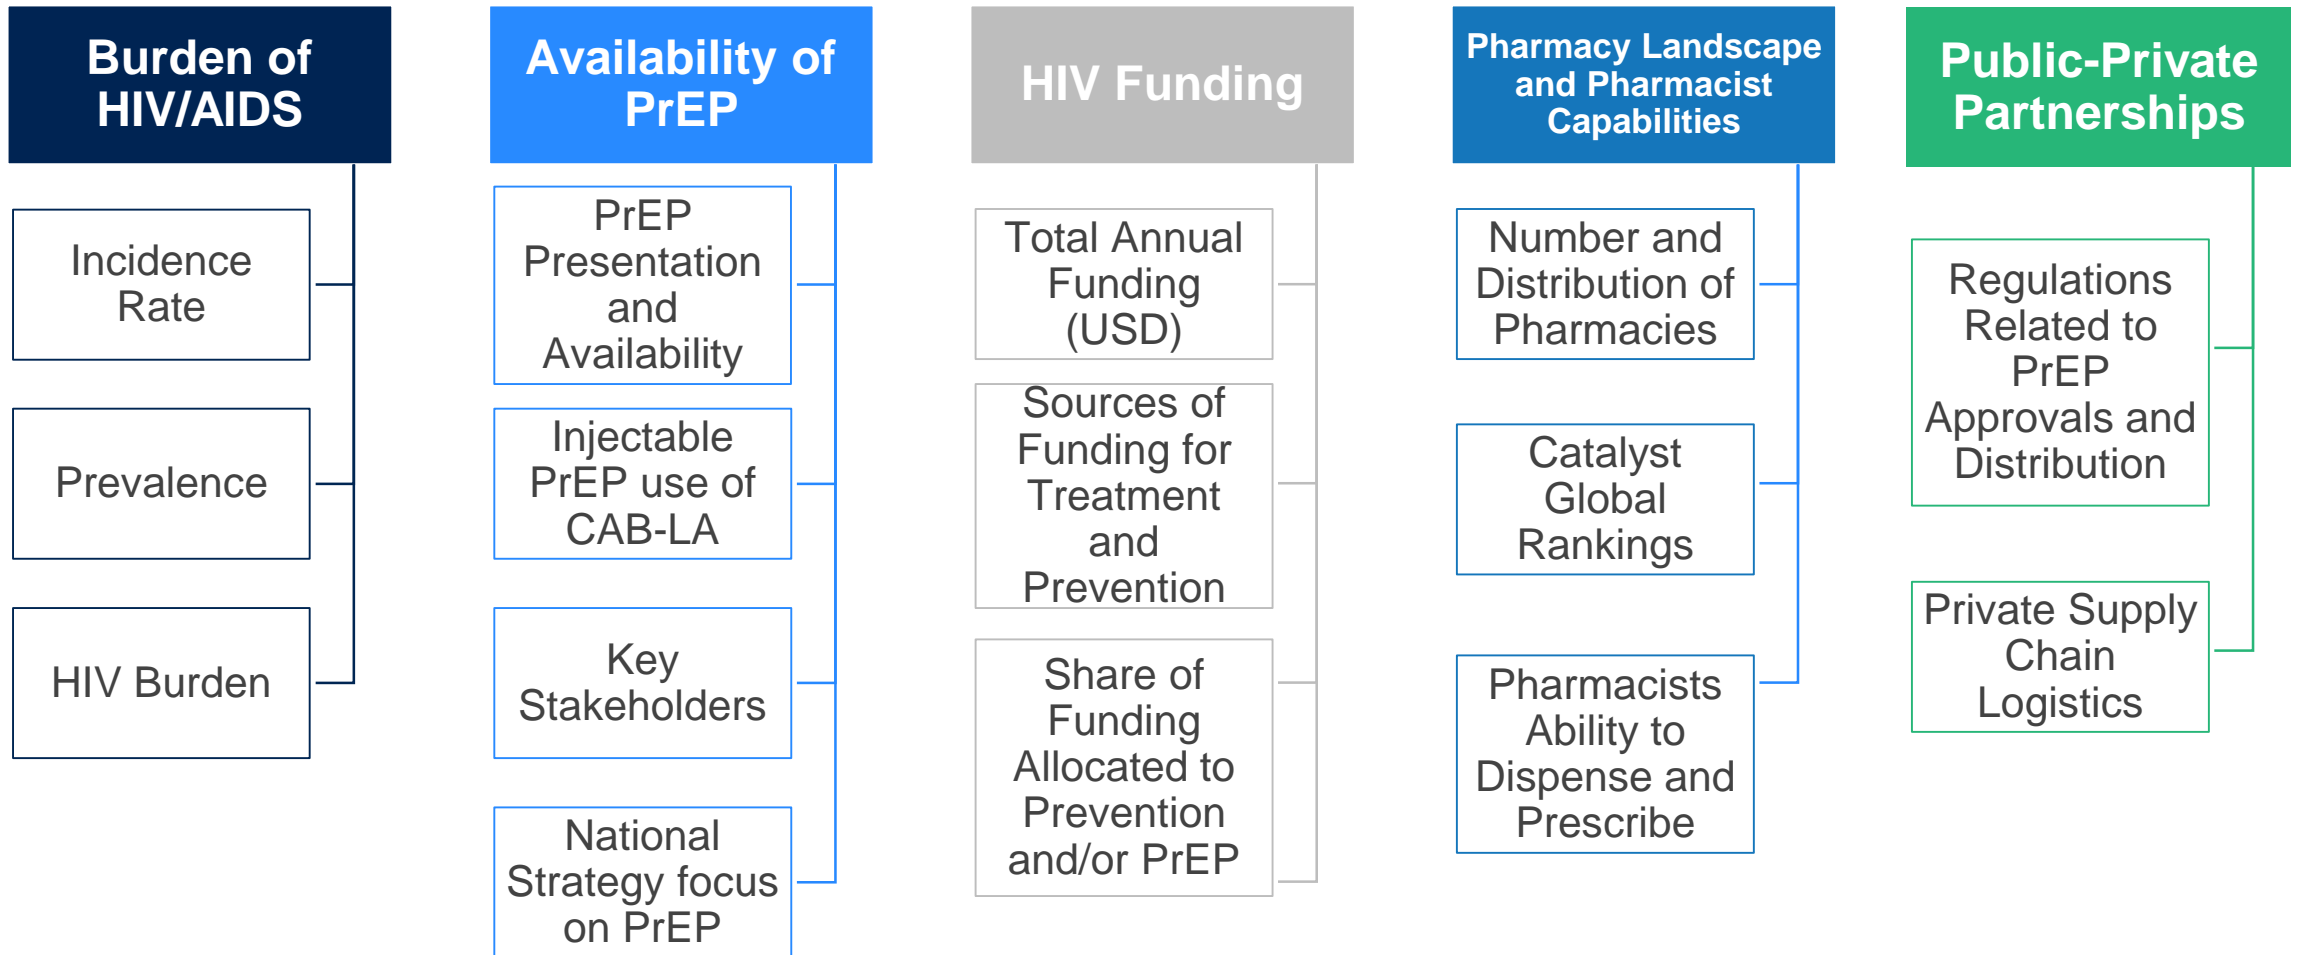 Burden of
HIV/AIDS
Incidence
Rate
Prevalence
HIV Burden
Availability of
PrEP
PrEP
Presentation
and
Availability
Injectable
PrEP use of
CAB-LA
Key
Stakeholders
National
Strategy focus
on PrEP
HIV Funding
Total Annual
Funding
(USD)
Sources of
Funding for
Treatment
and
Prevention
Share of
Funding
Allocated to
Prevention
and/or PrEP
Pharmacy Landscape
and Pharmacist
Capabilities
Number and
Distribution of
Pharmacies
Catalyst
Global
Rankings
Pharmacists
Ability to
Dispense and
Prescribe
Public-Private
Partnerships
Regulations
Related to
PrEP
Approvals and
Distribution
Private Supply
Chain
Logistics